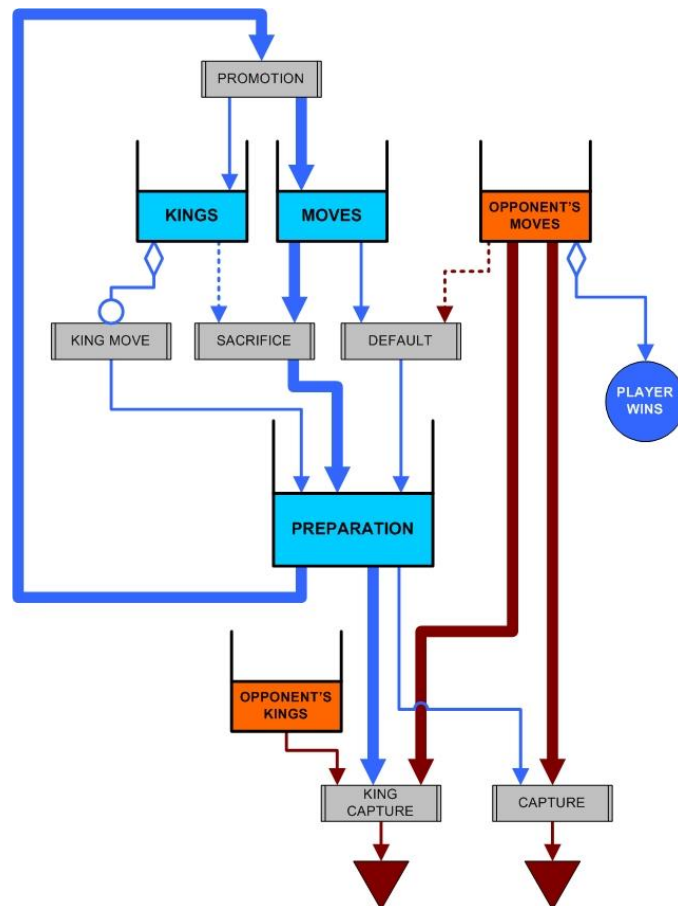 PROMOTION
KINGS
MOVES
OPPONENT'S
MOVES
KING MOVE
SACRIFICE
DEFAULT
PLAYER
WINS
PREPARATION
OPPONENT'S
KINGS
KING
CAPTURE
CAPTURE